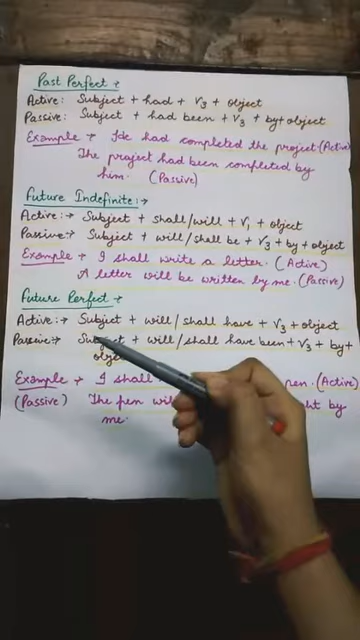 Past Perfect :-
Active: Subject + had + V3 + object
Passive: Subject + had been + V3 + by + object
Example :- He had completed the project. (Active)
The project had been completed by
him. (Passive)
Future Indefinite :→
Active :→ Subject + shall/will + V1 + object
Passive :→ Subject + will/shall be + V3 + by + object
Example :- I shall write a letter. (Active)
A letter will be written by me. (Passive)
Future Perfect :-
Active :→ Subject + will/shall have + V3 + object
Passive :→ Subject + will/shall have been + V3 + by +
object
Example :- I shall pen. (Active)
(Passive) The pen by
me.